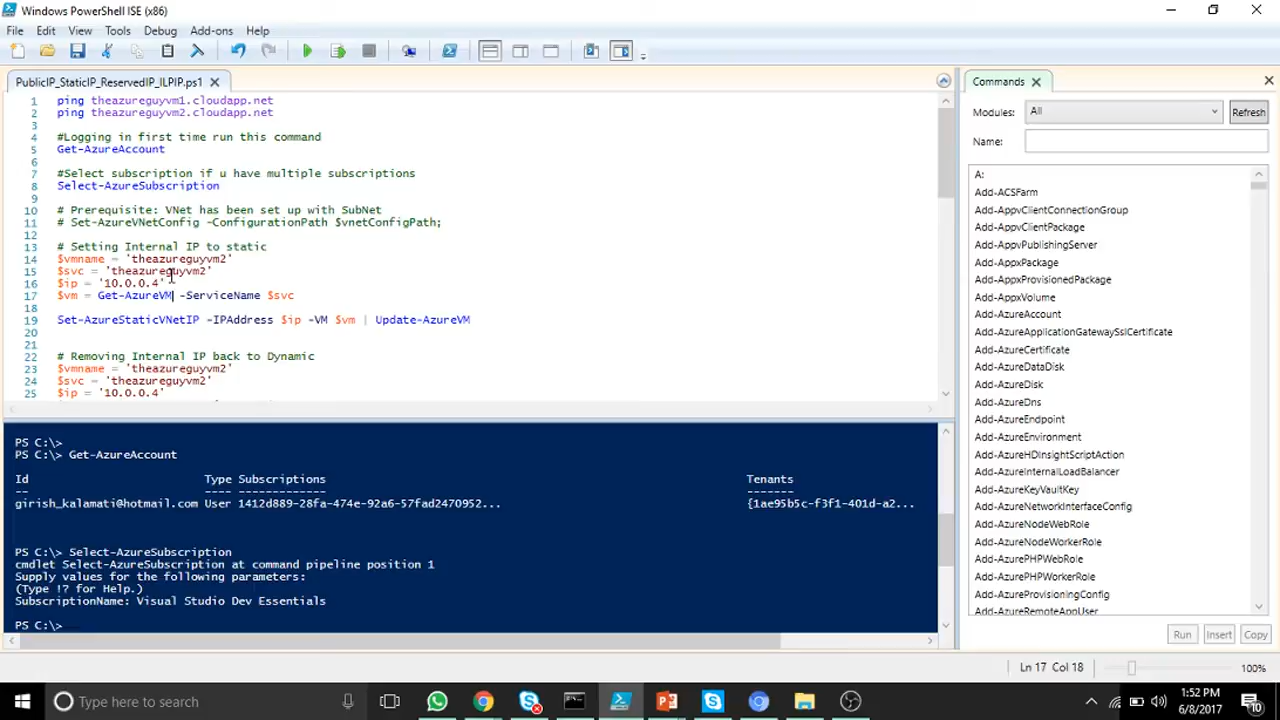 Windows PowerShell ISE (x86)
File Edit View Tools Debug Add-ons Help
PublicIP_StaticIP_ReservedIP_ILPIP.ps1
1 ping theazureguyvm1.cloudapp.net
2 ping theazureguyvm2.cloudapp.net
3
4 #Logging in first time run this command
5 Get-AzureAccount
6
7 #Select subscription if u have multiple subscriptions
8 Select-AzureSubscription
9
10 # Prerequisite: VNet has been set up with SubNet
11 # Set-AzureVNetConfig -ConfigurationPath $vnetConfigPath;
12
13 # Setting Internal IP to static
14 $vmname = 'theazureguyvm2'
15 $svc = 'theazureguyvm2'
16 $ip = '10.0.0.4'
17 $vm = Get-AzureVM -ServiceName $svc
18
19 Set-AzureStaticVNetIP -IPAddress $ip -VM $vm | Update-AzureVM
20
21
22 # Removing Internal IP back to Dynamic
23 $vmname = 'theazureguyvm2'
24 $svc = 'theazureguyvm2'
25 $ip = '10.0.0.4'
PS C:\>
PS C:\> Get-AzureAccount
Id Type Subscriptions Tenants
-- ---- ------------- -------
girish_kalamati@hotmail.com User 1412d889-28fa-474e-92a6-57fad2470952... {1ae95b5c-f3f1-401d-a2...
PS C:\> Select-AzureSubscription
cmdlet Select-AzureSubscription at command pipeline position 1
Supply values for the following parameters:
(Type !? for Help.)
SubscriptionName: Visual Studio Dev Essentials
PS C:\>
Commands
Modules: All Refresh
Name:
A:
Add-ACSFarm
Add-AppvClientConnectionGroup
Add-AppvClientPackage
Add-AppvPublishingServer
Add-AppxPackage
Add-AppxProvisionedPackage
Add-AppxVolume
Add-AzureAccount
Add-AzureApplicationGatewaySslCertificate
Add-AzureCertificate
Add-AzureDataDisk
Add-AzureDisk
Add-AzureDns
Add-AzureEndpoint
Add-AzureEnvironment
Add-AzureHDInsightScriptAction
Add-AzureInternalLoadBalancer
Add-AzureKeyVaultKey
Add-AzureNetworkInterfaceConfig
Add-AzureNodeWebRole
Add-AzureNodeWorkerRole
Add-AzurePHPWebRole
Add-AzurePHPWorkerRole
Add-AzureProvisioningConfig
Add-AzureRemoteAppUser
Run Insert Copy
Ln 17 Col 18 100%
Type here to search
1:52 PM
6/8/2017
10